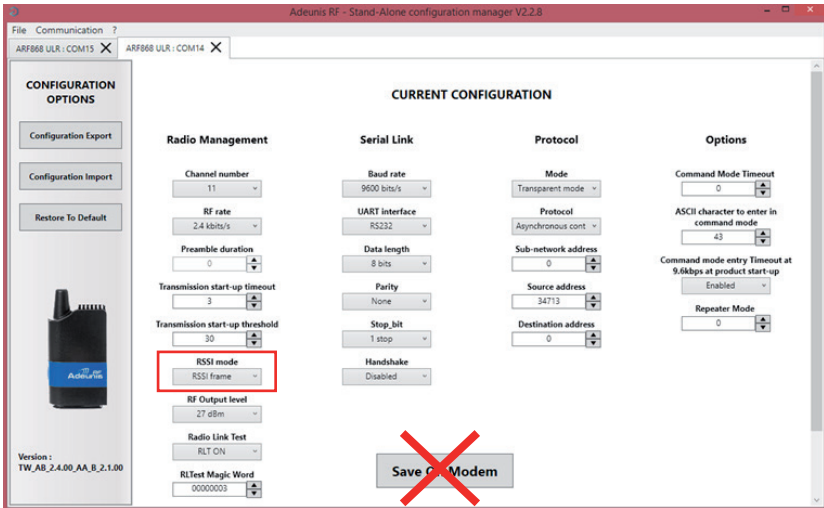 Adeunis RF - Stand-Alone configuration manager V2.2.8
File Communication ?
ARF868 ULR : COM15 X ARF868 ULR : COM14 X
CONFIGURATION
OPTIONS
Configuration Export
Configuration Import
Restore To Default
Adeunis RF
Version :
TW_AB_2.4.00_AA_B_2.1.00
CURRENT CONFIGURATION
Radio Management
Channel number
11
RF rate
2.4 kbits/s
Preamble duration
0
Transmission start-up timeout
3
Transmission start-up threshold
30
RSSI mode
RSSI frame
RF Output level
27 dBm
Radio Link Test
RLT ON
RLTest Magic Word
00000003
Serial Link
Baud rate
9600 bits/s
UART interface
RS232
Data length
8 bits
Parity
None
Stop_bit
1 stop
Handshake
Disabled
Protocol
Mode
Transparent mode
Protocol
Asynchronous cont
Sub-network address
0
Source address
34713
Destination address
0
Options
Command Mode Timeout
0
ASCII character to enter in
command mode
43
Command mode entry Timeout at
9.6kbps at product start-up
Enabled
Repeater Mode
0
Save On Modem